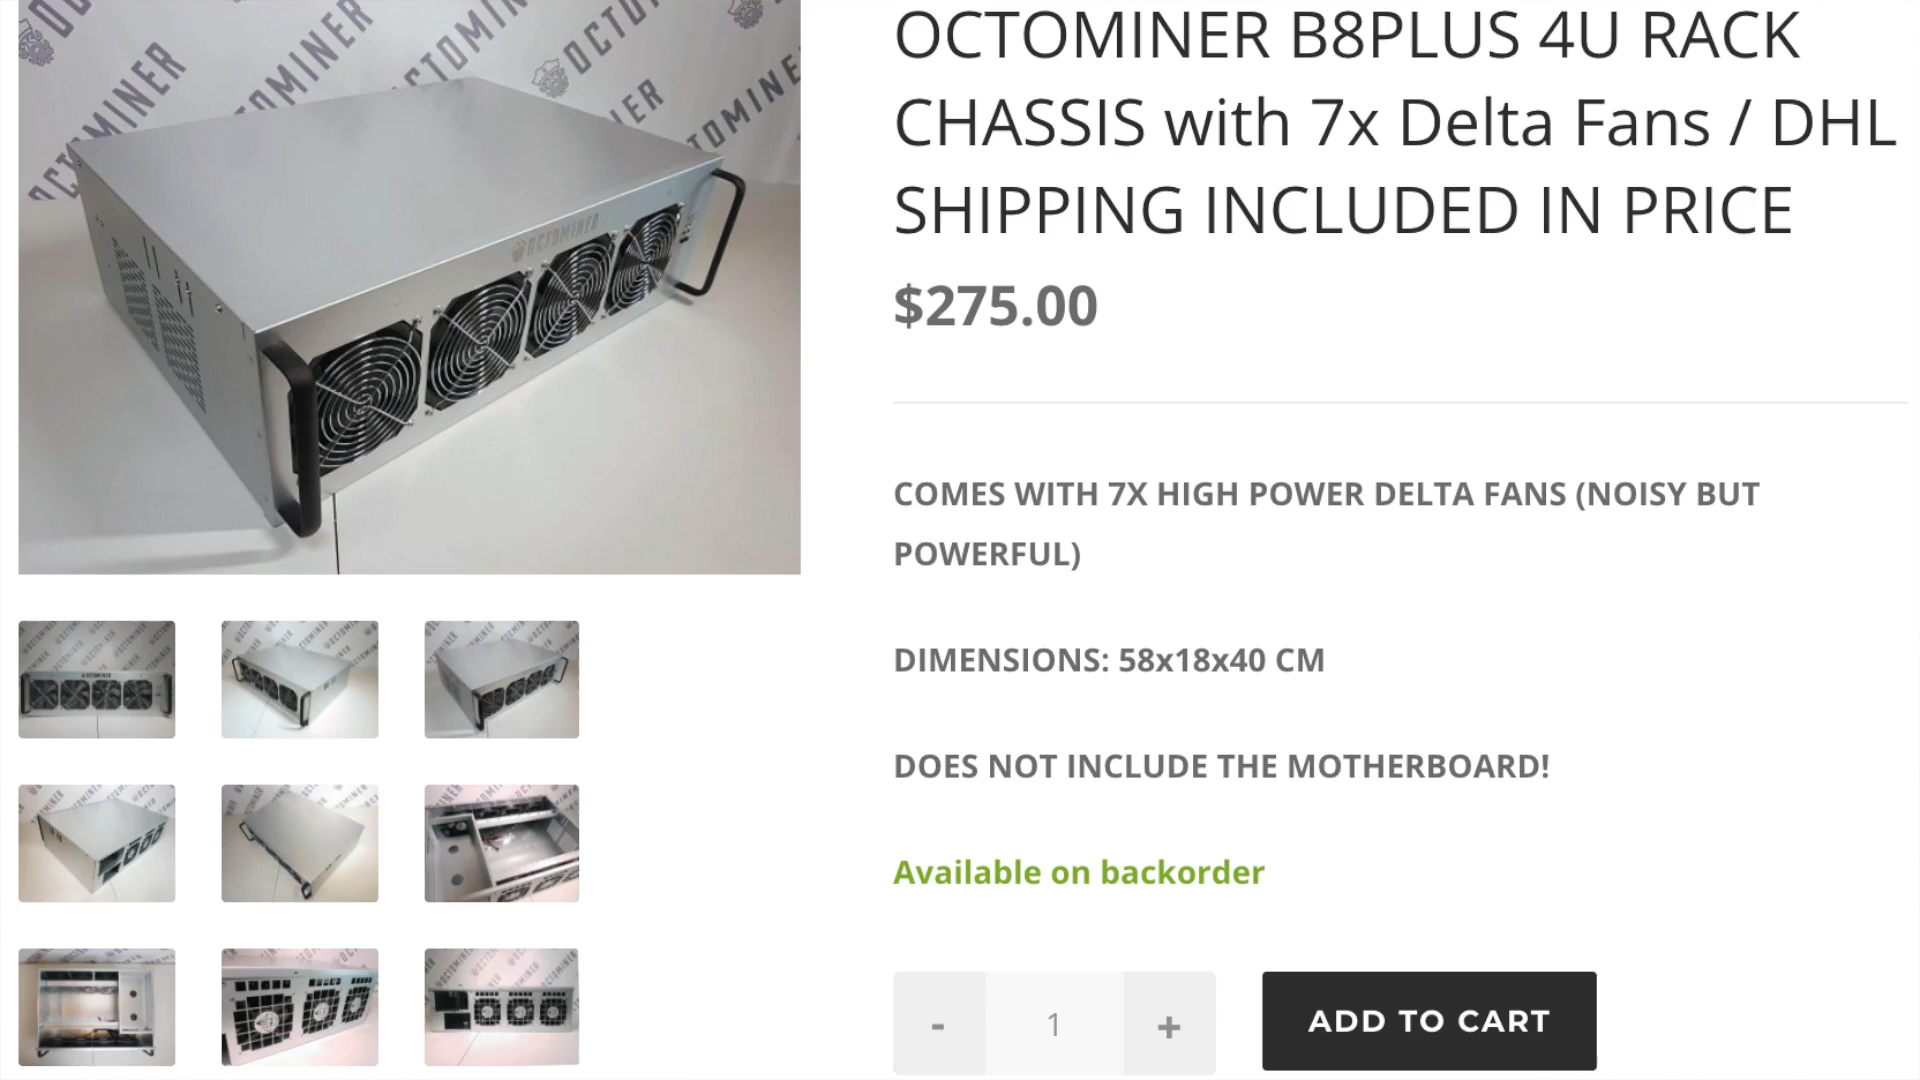 OCTOMINER B8PLUS 4U RACK
CHASSIS with 7x Delta Fans / DHL
SHIPPING INCLUDED IN PRICE
$275.00
COMES WITH 7X HIGH POWER DELTA FANS (NOISY BUT
POWERFUL)
DIMENSIONS: 58x18x40 CM
DOES NOT INCLUDE THE MOTHERBOARD!
Available on backorder
- 1 +
ADD TO CART
OCTOMINER
OCTOMINER